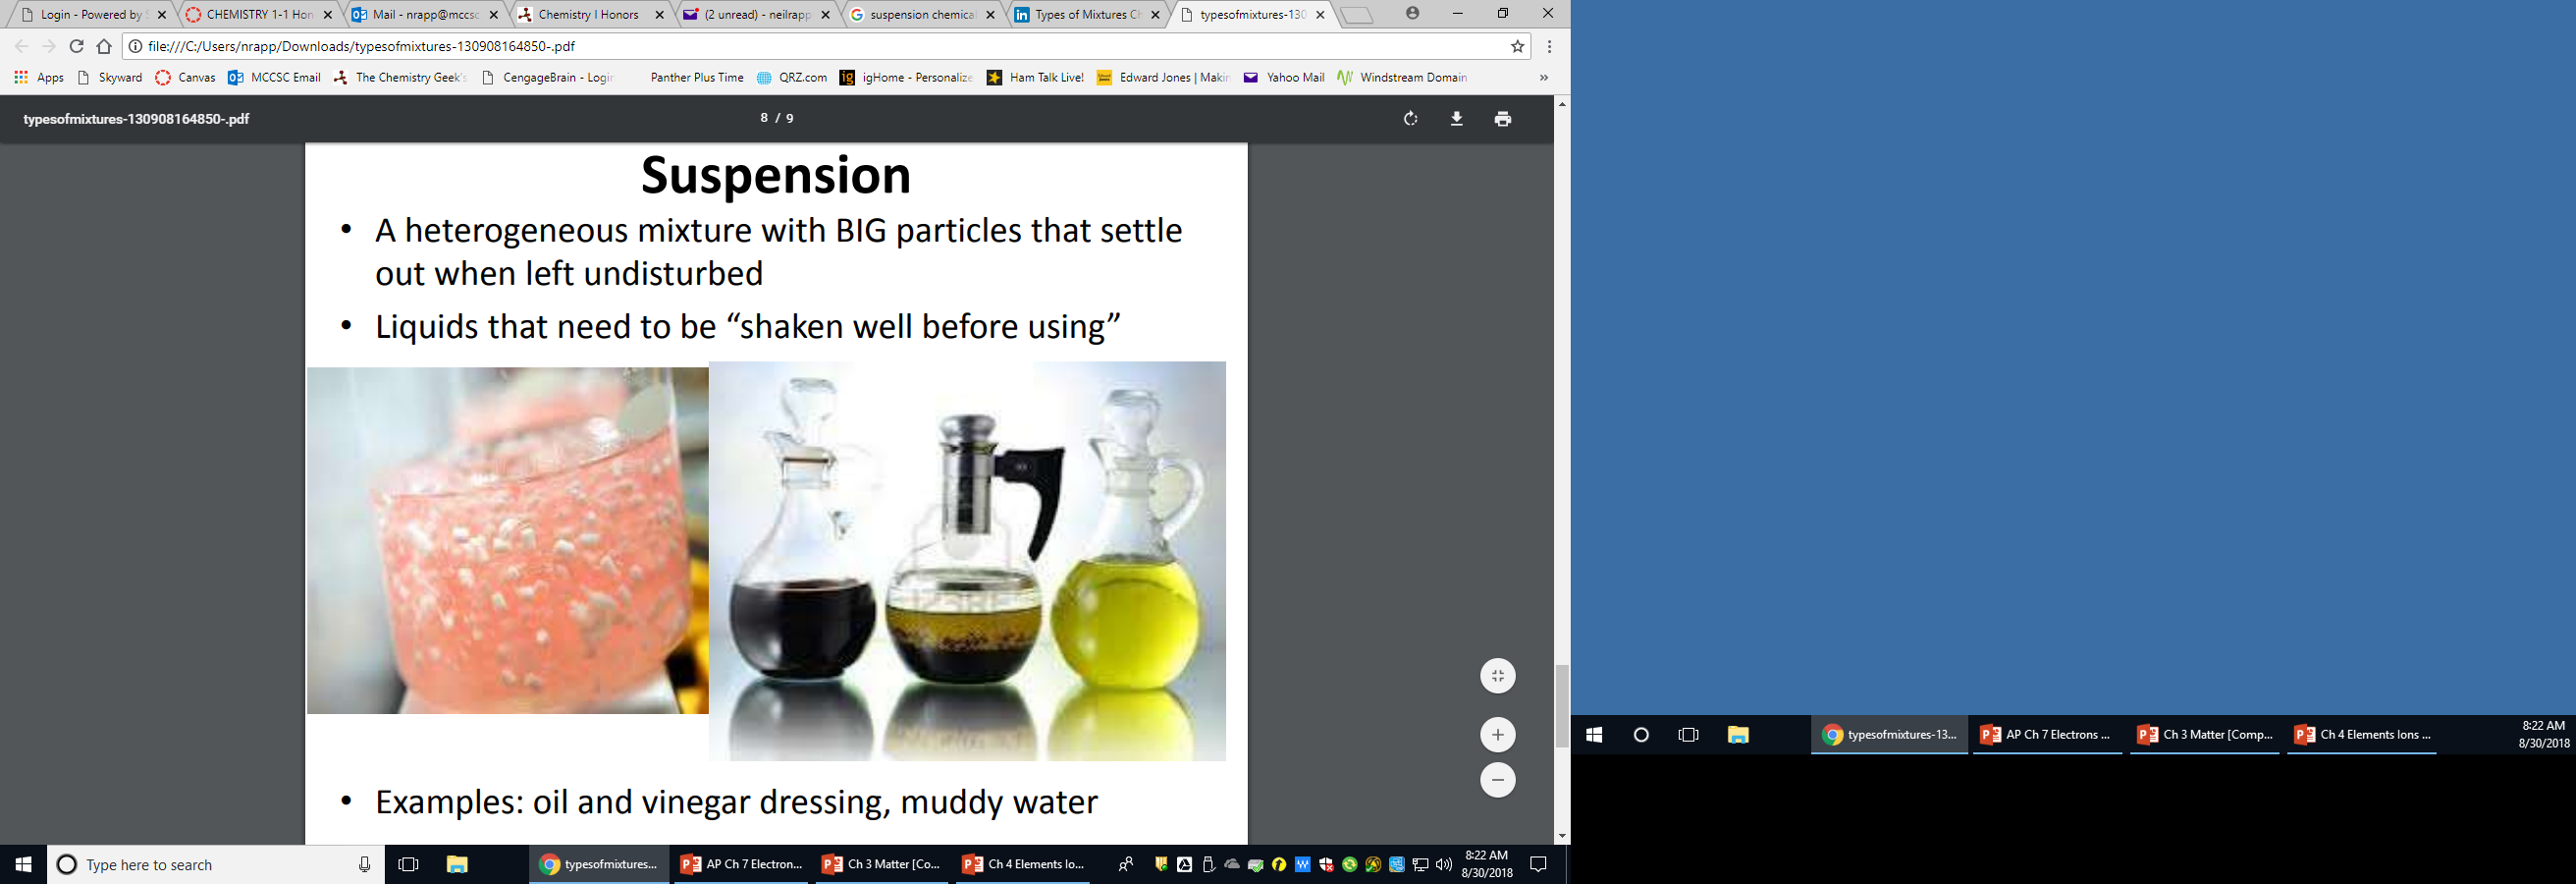 Login - Powered by
CHEMISTRY 1-1 Hon
Mail - nrapp@mccsc
Chemistry I Honors
(2 unread) - neilrapp
suspension chemical
Types of Mixtures Ch
typesofmixtures-130
file:///C:/Users/nrapp/Downloads/typesofmixtures-130908164850-.pdf
Apps
Skyward
Canvas
MCCSC Email
The Chemistry Geek's
CengageBrain - Login
Panther Plus Time
QRZ.com
igHome - Personalize
Ham Talk Live!
Edward Jones | Makin
Yahoo Mail
Windstream Domain
»
typesofmixtures-130908164850-.pdf
8 / 9
Suspension
• A heterogeneous mixture with BIG particles that settle
out when left undisturbed
• Liquids that need to be “shaken well before using”
• Examples: oil and vinegar dressing, muddy water
Type here to search
typesofmixtures...
AP Ch 7 Electron...
Ch 3 Matter [Co...
Ch 4 Elements Io...
8:22 AM
8/30/2018
typesofmixtures-13...
AP Ch 7 Electrons ...
Ch 3 Matter [Comp...
Ch 4 Elements Ions ...
8:22 AM
8/30/2018